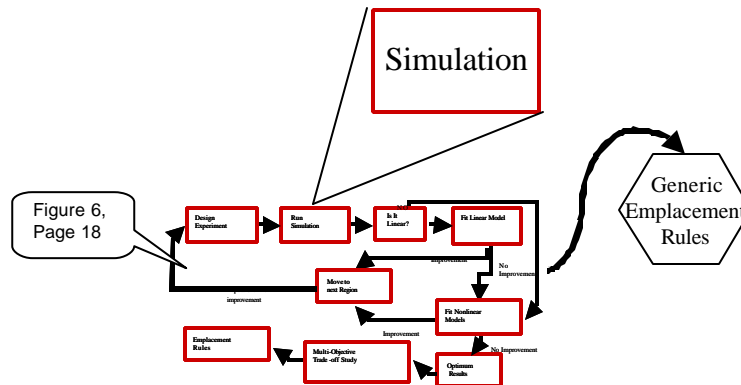 Simulation
Figure 6,
Page 18
Generic
Emplacement
Rules
Design
Experiment
Run
Simulation
Is It
Linear?
Fit Linear Model
Improvement
No
Improvement
Move to
next Region
improvement
Fit Nonlinear
Models
Improvement
No Improvement
Emplacement
Rules
Multi-Objective
Trade -off Study
Optimum
Results